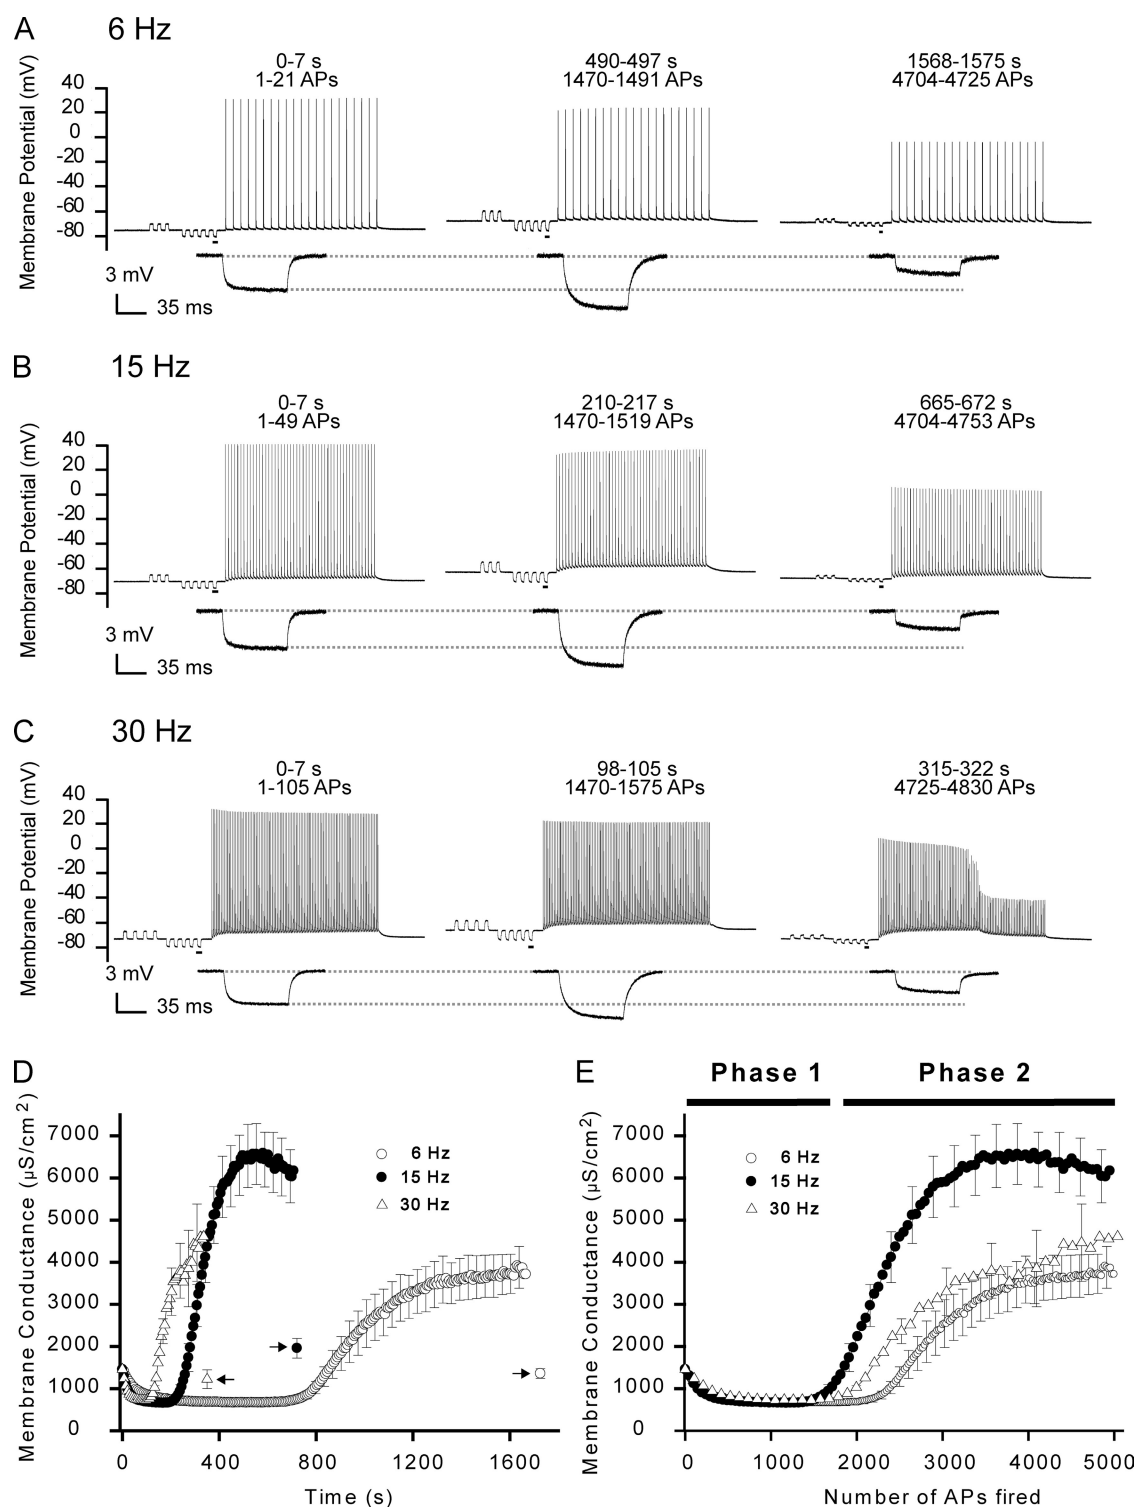 A 6 Hz
0-7 s 490-497 s 1568-1575 s
1-21 APs 1470-1491 APs 4704-4725 APs
Membrane Potential (mV)
40
20
0
-20
-40
-60
-80
3 mV
35 ms
B 15 Hz
0-7 s 210-217 s 665-672 s
1-49 APs 1470-1519 APs 4704-4753 APs
Membrane Potential (mV)
40
20
0
-20
-40
-60
-80
3 mV
35 ms
C 30 Hz
0-7 s 98-105 s 315-322 s
1-105 APs 1470-1575 APs 4725-4830 APs
Membrane Potential (mV)
40
20
0
-20
-40
-60
-80
3 mV
35 ms
D
Membrane Conductance (µS/cm²)
7000
6000
5000
4000
3000
2000
1000
0
6 Hz
15 Hz
30 Hz
0 400 800 1200 1600
Time (s)
E Phase 1 Phase 2
Membrane Conductance (µS/cm²)
7000
6000
5000
4000
3000
2000
1000
0
6 Hz
15 Hz
30 Hz
0 1000 2000 3000 4000 5000
Number of APs fired